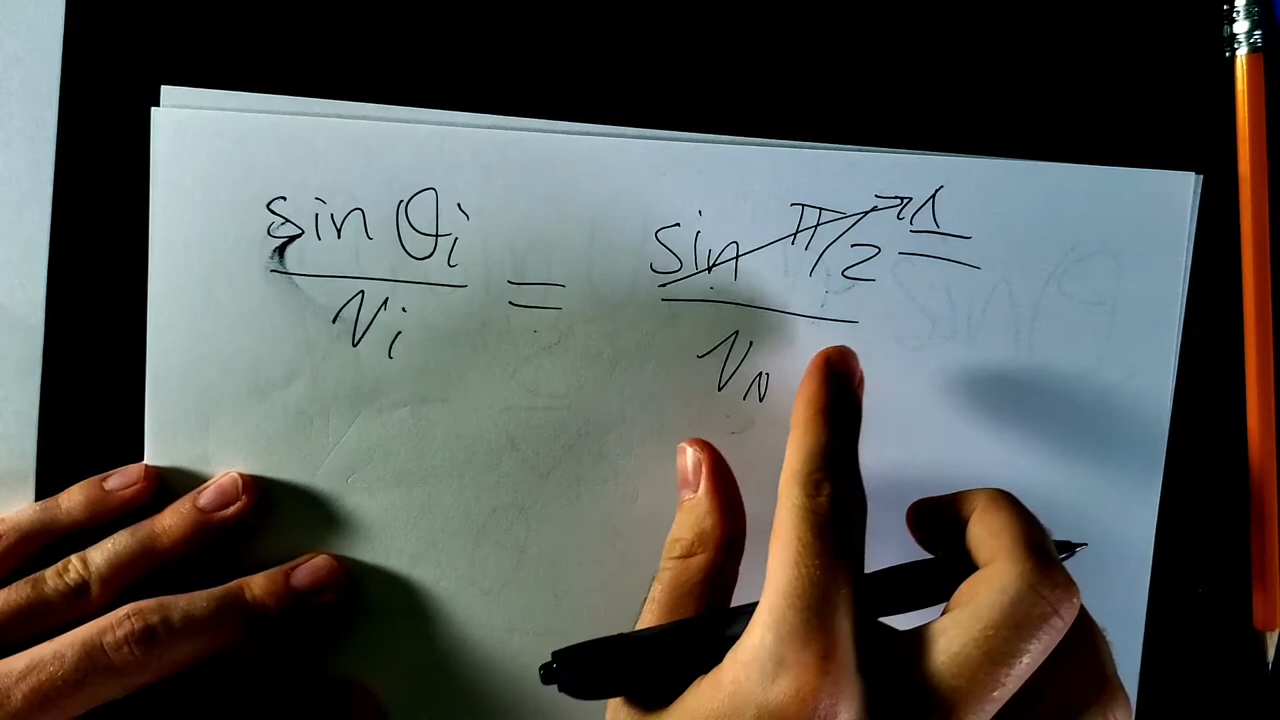 sin θi = sin π/2 → 1
vi vN